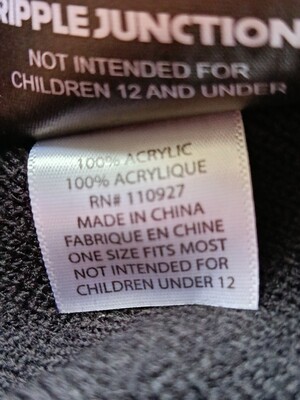 RIPPLE JUNCTION
NOT INTENDED FOR
CHILDREN 12 AND UNDER
100% ACRYLIC
100% ACRYLIQUE
RN# 110927
MADE IN CHINA
FABRIQUE EN CHINE
ONE SIZE FITS MOST
NOT INTENDED FOR
CHILDREN UNDER 12